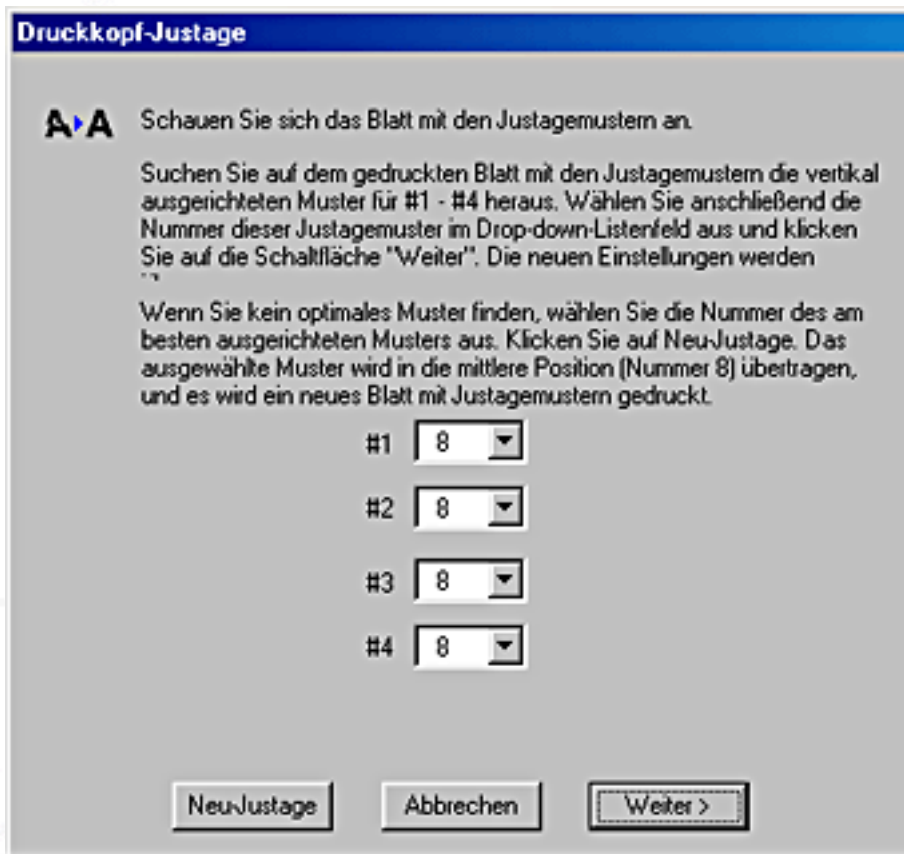 Druckkopf-Justage
A A Schauen Sie sich das Blatt mit den Justagemustern an.
Suchen Sie auf dem gedruckten Blatt mit den Justagemustern die vertikal
ausgerichteten Muster für #1 - #4 heraus. Wählen Sie anschließend die
Nummer dieser Justagemuster im Drop-down-Listenfeld aus und klicken
Sie auf die Schaltfläche "Weiter". Die neuen Einstellungen werden
Wenn Sie kein optimales Muster finden, wählen Sie die Nummer des am
besten ausgerichteten Musters aus. Klicken Sie auf Neu-Justage. Das
ausgewählte Muster wird in die mittlere Position (Nummer 8) übertragen,
und es wird ein neues Blatt mit Justagemustern gedruckt.
#1 8
#2 8
#3 8
#4 8
Neu-Justage Abbrechen Weiter >